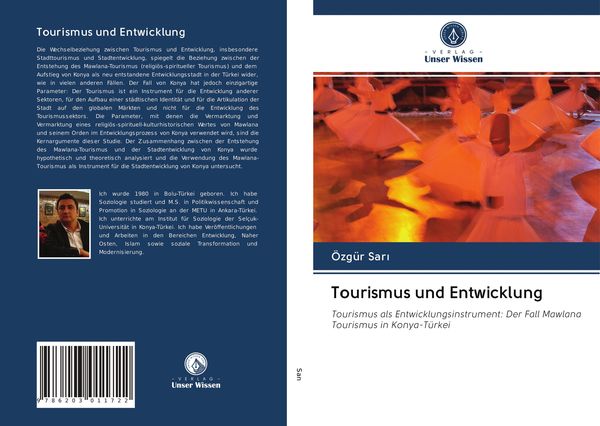 Tourismus und Entwicklung
Die Wechselbeziehung zwischen Tourismus und Entwicklung, insbesondere
Stadttourismus und Stadtentwicklung, spiegelt die Beziehung zwischen der
Entstehung des Mawlana-Tourismus (religiös-spiritueller Tourismus) und dem
Aufstieg von Konya als neu entstandene Entwicklungsstadt in der Türkei wider,
wie in vielen anderen Fällen. Der Fall von Konya hat jedoch einzigartige
Parameter: Der Tourismus ist ein Instrument für die Entwicklung anderer
Sektoren, für den Aufbau einer städtischen Identität und für die Artikulation der
Stadt auf den globalen Märkten und nicht für die Entwicklung des
Tourismussektors. Die Parameter, mit denen die Vermarktung und
Vermarktung eines religiös-spirituell-kulturhistorischen Wertes von Mawlana
und seinem Orden im Entwicklungsprozess von Konya verwendet wird, sind die
Kernargumente dieser Studie. Der Zusammenhang zwischen der Entstehung
des Mawlana-Tourismus und der Stadtentwicklung von Konya wurde
hypothetisch und theoretisch analysiert und die Verwendung des Mawlana-
Tourismus als Instrument für die Stadtentwicklung von Konya untersucht.
Ich wurde 1980 in Bolu-Türkei geboren. Ich habe
Soziologie studiert und M.S. in Politikwissenschaft und
Promotion in Soziologie an der METU in Ankara-Türkei.
Ich unterrichte am Institut für Soziologie der Selçuk-
Universität in Konya-Türkei. Ich habe Veröffentlichungen
und Arbeiten in den Bereichen Entwicklung, Naher
Osten, Islam sowie soziale Transformation und
Modernisierung.
9 786203 011722
VERLAG
Unser Wissen
Sarı
VERLAG
Unser Wissen
Özgür Sarı
Tourismus und Entwicklung
Tourismus als Entwicklungsinstrument: Der Fall Mawlana
Tourismus in Konya-Türkei